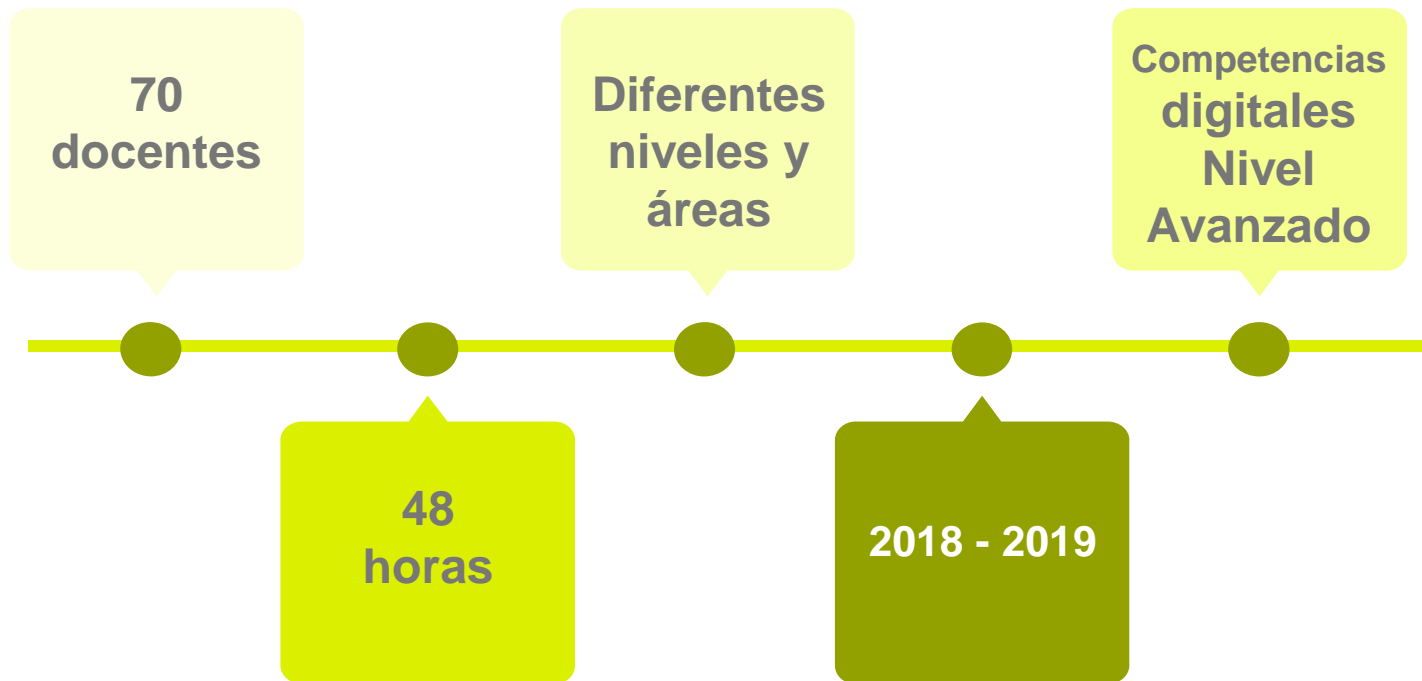 70
docentes
48
horas
Diferentes
niveles y
áreas
2018 - 2019
Competencias
digitales
Nivel
Avanzado